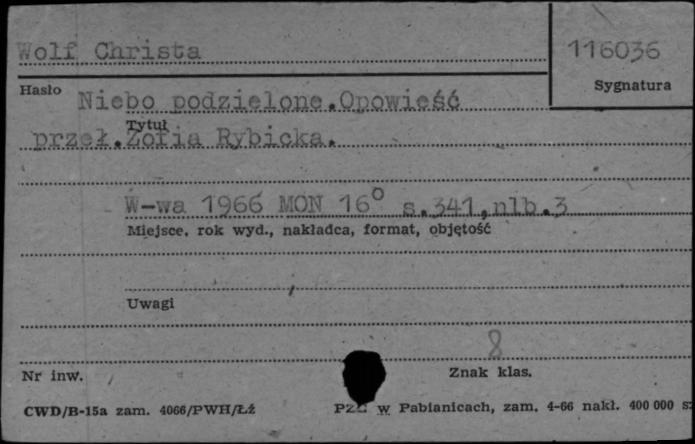 Wolf Christa
116036
Hasło
Sygnatura
Niebo podzielone.Opowieść
Tytuł
przeł.Zofia Rybicka.
W-wa 1966 MON 16° s.341,nlb.3
Miejsce, rok wyd., nakładca, format, objętość
Uwagi
8
Nr inw.
Znak klas.
CWD/B-15a zam. 4066/PWH/Łź
w Pabianicach, zam. 4-66 nakł. 400 000